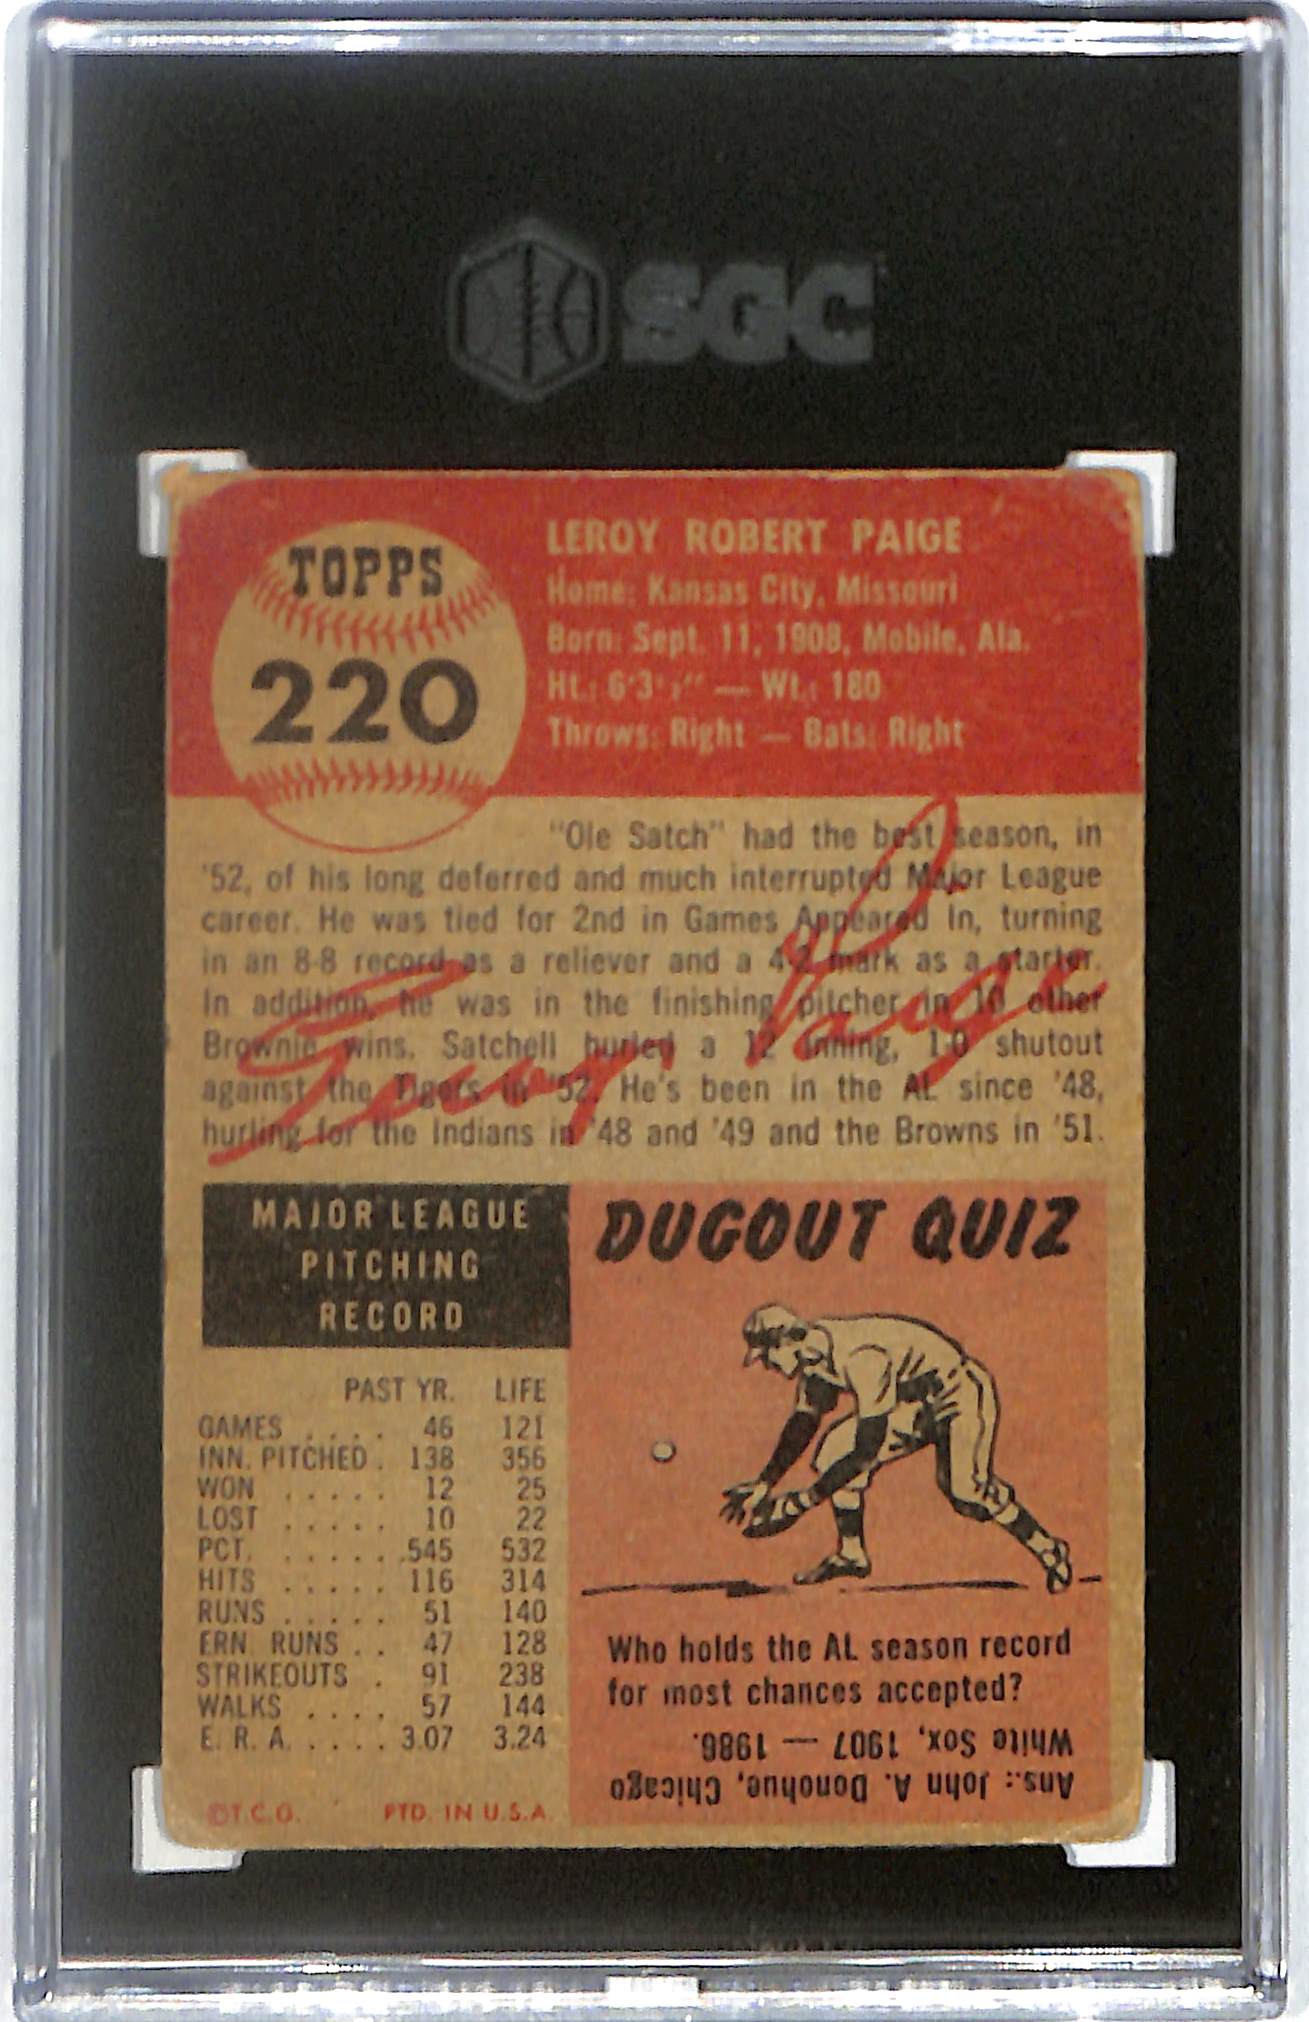 SGC
TOPPS
220
LEROY ROBERT PAIGE
Home: Kansas City, Missouri
Born: Sept. 11, 1908, Mobile, Ala.
Ht.: 6'3½" — Wt.: 180
Throws: Right — Bats: Right
"Ole Satch" had the best season, in
'52, of his long deferred and much interrupted Major League
career. He was tied for 2nd in Games Appeared In, turning
in an 8-8 record as a reliever and a 4-2 mark as a starter.
In addition, he was in the finishing pitcher in 10 other
Brownie wins. Satchell hurled a 12 inning, 1-0 shutout
against the Tigers in '52. He's been in the AL since '48,
hurling for the Indians in '48 and '49 and the Browns in '51.
Leroy Paige
MAJOR LEAGUE
PITCHING
RECORD
PAST YR. LIFE
GAMES . . . . 46 121
INN. PITCHED . 138 356
WON . . . . . 12 25
LOST . . . . . 10 22
PCT. . . . . . .545 532
HITS . . . . . 116 314
RUNS . . . . . 51 140
ERN. RUNS . . 47 128
STRIKEOUTS . 91 238
WALKS . . . . 57 144
E. R. A. . . . . 3.07 3.24
©T.C.G. PTD. IN U.S.A.
DUGOUT QUIZ
Who holds the AL season record
for most chances accepted?
Ans.: John A. Donohue, Chicago
White Sox, 1907 — 1986.